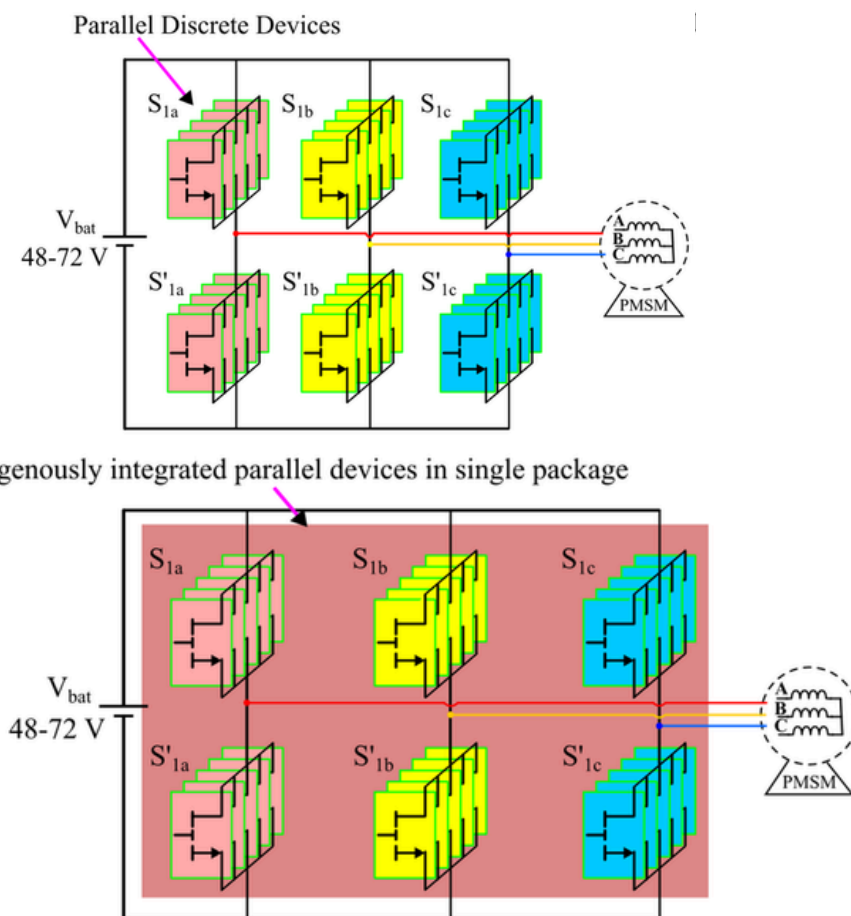 Parallel Discrete Devices
S1a S1b S1c
Vbat
48-72 V
A
B
C
S'1a S'1b S'1c
PMSM
genously integrated parallel devices in single package
S1a S1b S1c
Vbat
48-72 V
A
B
C
S'1a S'1b S'1c
PMSM